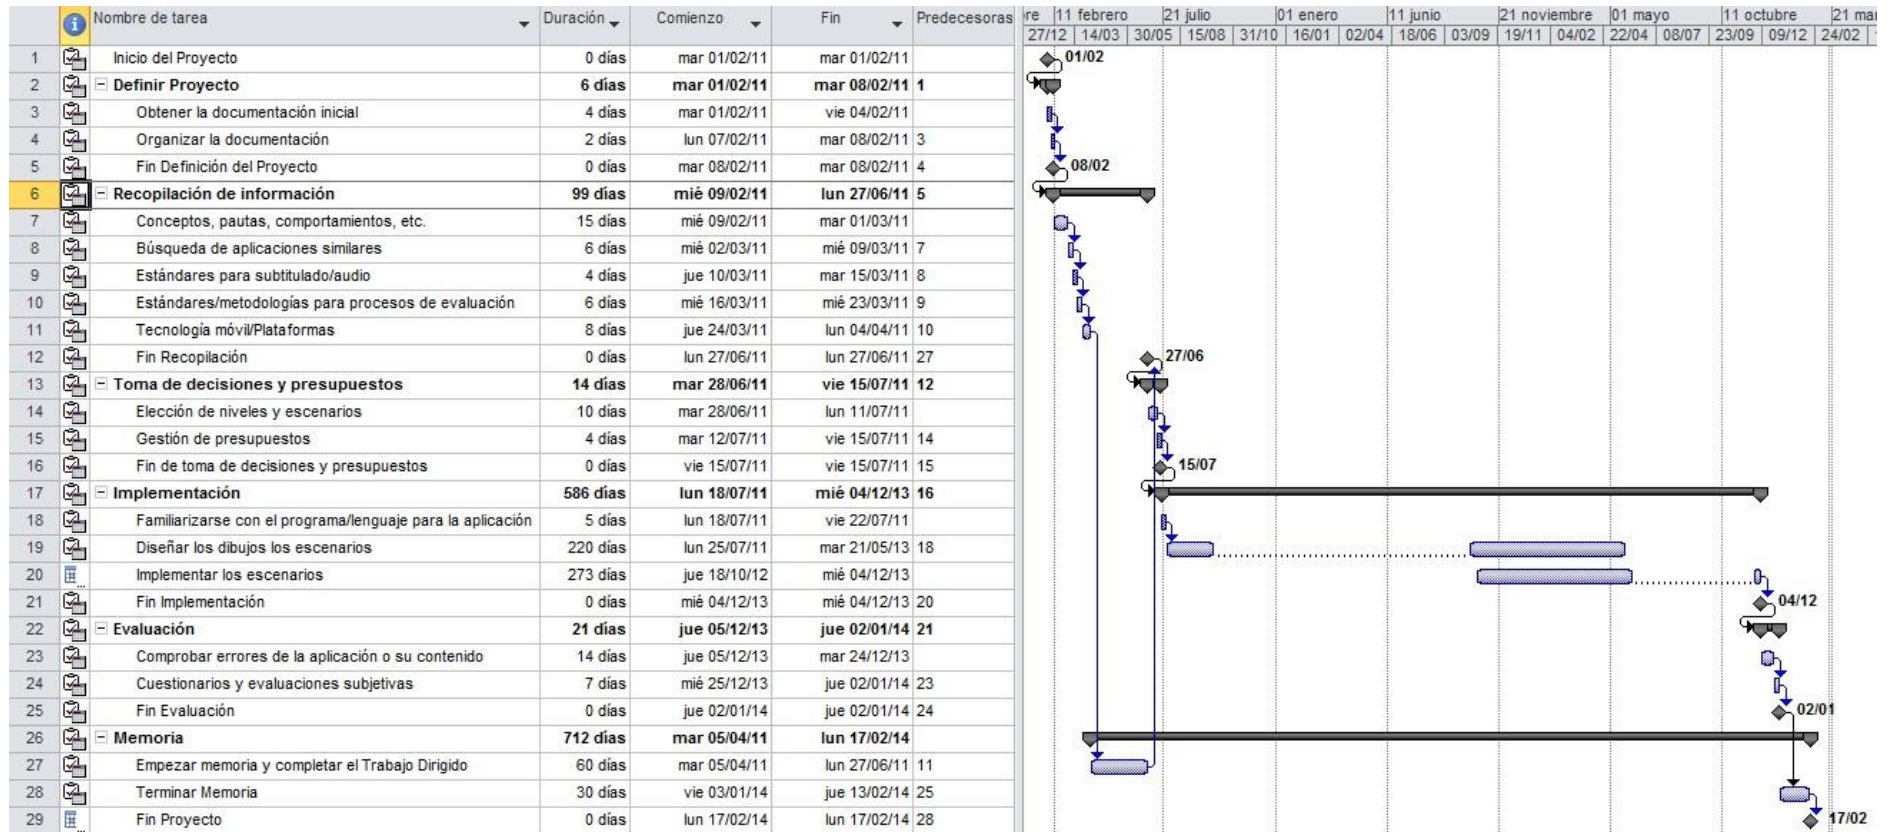 Nombre de tarea Duración Comienzo Fin Predecesoras
re 11 febrero 21 julio 01 enero 11 junio 21 noviembre 01 mayo 11 octubre 21 mar
27/12 14/03 30/05 15/08 31/10 16/01 02/04 18/06 03/09 19/11 04/02 22/04 08/07 23/09 09/12 24/02
1 Inicio del Proyecto 0 días mar 01/02/11 mar 01/02/11 01/02
2 Definir Proyecto 6 días mar 01/02/11 mar 08/02/11 1
3 Obtener la documentación inicial 4 días mar 01/02/11 vie 04/02/11
4 Organizar la documentación 2 días lun 07/02/11 mar 08/02/11 3
5 Fin Definición del Proyecto 0 días mar 08/02/11 mar 08/02/11 4 08/02
6 Recopilación de información 99 días mié 09/02/11 lun 27/06/11 5
7 Conceptos, pautas, comportamientos, etc. 15 días mié 09/02/11 mar 01/03/11
8 Búsqueda de aplicaciones similares 6 días mié 02/03/11 mié 09/03/11 7
9 Estándares para subtitulado/audio 4 días jue 10/03/11 mar 15/03/11 8
10 Estándares/metodologías para procesos de evaluación 6 días mié 16/03/11 mié 23/03/11 9
11 Tecnología móvil/Plataformas 8 días jue 24/03/11 lun 04/04/11 10
12 Fin Recopilación 0 días lun 27/06/11 lun 27/06/11 27 27/06
13 Toma de decisiones y presupuestos 14 días mar 28/06/11 vie 15/07/11 12
14 Elección de niveles y escenarios 10 días mar 28/06/11 lun 11/07/11
15 Gestión de presupuestos 4 días mar 12/07/11 vie 15/07/11 14
16 Fin de toma de decisiones y presupuestos 0 días vie 15/07/11 vie 15/07/11 15 15/07
17 Implementación 586 días lun 18/07/11 mié 04/12/13 16
18 Familiarizarse con el programa/lenguaje para la aplicación 5 días lun 18/07/11 vie 22/07/11
19 Diseñar los dibujos los escenarios 220 días lun 25/07/11 mar 21/05/13 18
20 Implementar los escenarios 273 días jue 18/10/12 mié 04/12/13
21 Fin Implementación 0 días mié 04/12/13 mié 04/12/13 20 04/12
22 Evaluación 21 días jue 05/12/13 jue 02/01/14 21
23 Comprobar errores de la aplicación o su contenido 14 días jue 05/12/13 mar 24/12/13
24 Cuestionarios y evaluaciones subjetivas 7 días mié 25/12/13 jue 02/01/14 23
25 Fin Evaluación 0 días jue 02/01/14 jue 02/01/14 24 02/01
26 Memoria 712 días mar 05/04/11 lun 17/02/14
27 Empezar memoria y completar el Trabajo Dirigido 60 días mar 05/04/11 lun 27/06/11 11
28 Terminar Memoria 30 días vie 03/01/14 jue 13/02/14 25
29 Fin Proyecto 0 días lun 17/02/14 lun 17/02/14 28 17/02